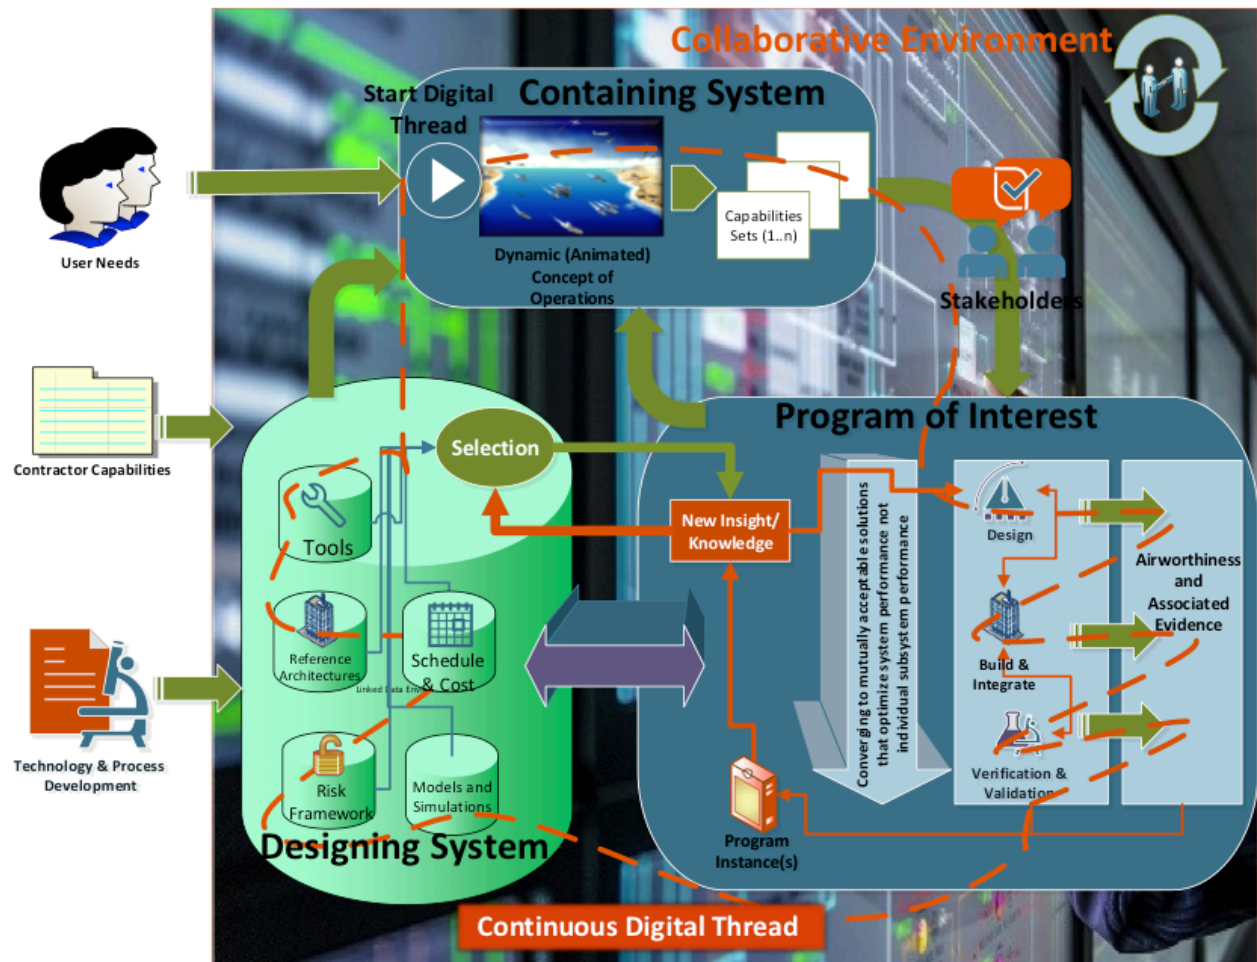 Collaborative Environment
Containing System
Start Digital
Thread
Capabilities
Sets (1..n)
Dynamic (Animated)
Concept of
Operations
User Needs
Stakeholders
Contractor Capabilities
Technology & Process
Development
Selection
Tools
Reference
Architectures
Schedule
& Cost
Linked Data Env
Risk
Framework
Models and
Simulations
Designing System
Program of Interest
New Insight/
Knowledge
Converging to mutually acceptable solutions
that optimize system performance not
individual subsystem performance
Design
Build &
Integrate
Verification &
Validation
Airworthiness
and
Associated
Evidence
Program
Instance(s)
Continuous Digital Thread